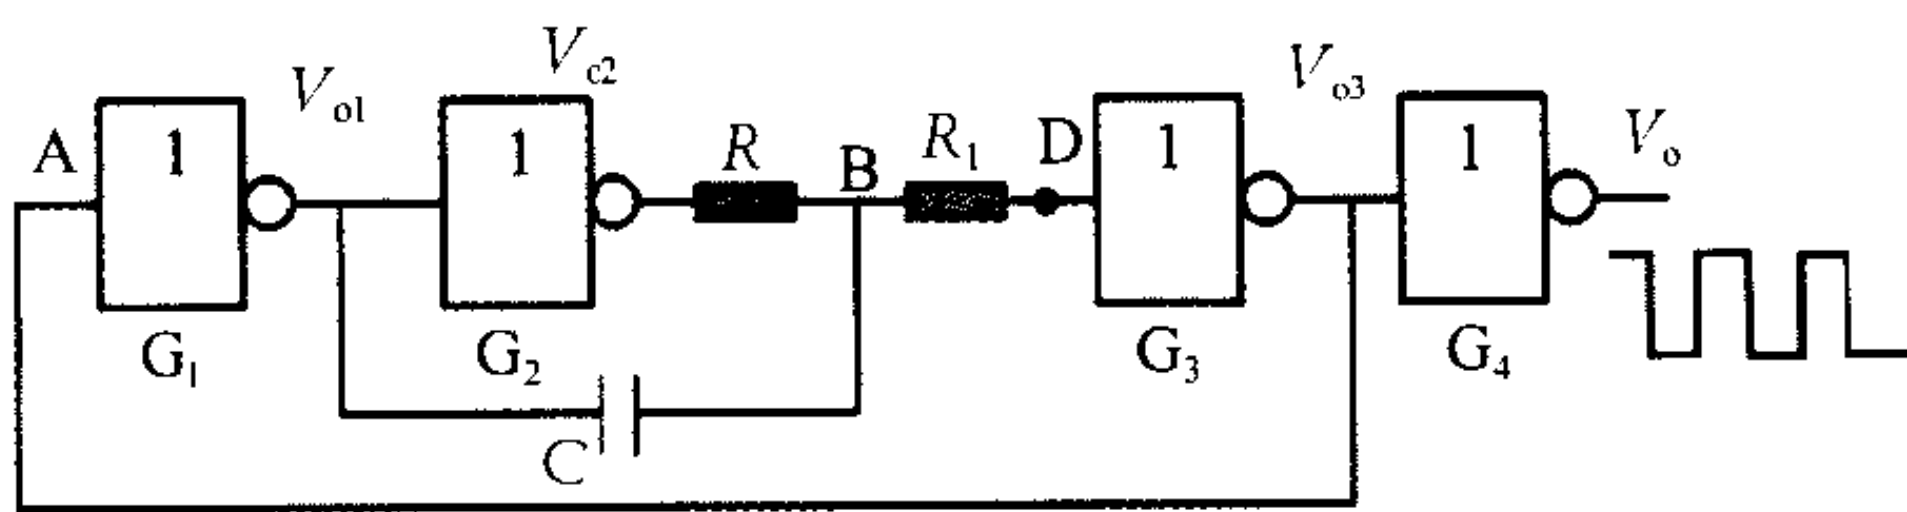 A 1 V_o1 1 V_c2 R B R_1 D 1 V_o3 1 V_o
G_1 G_2 G_3 G_4
C